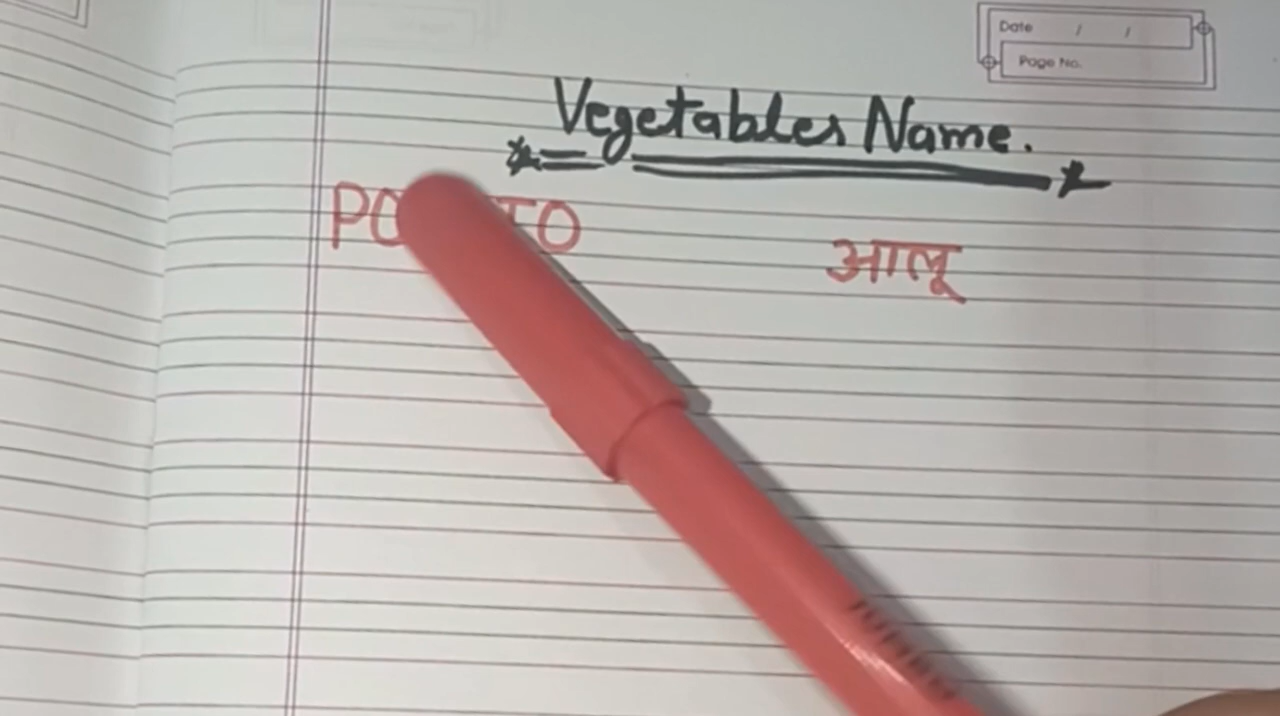 Date / /
Page No.
Vegetables Name.
आलू